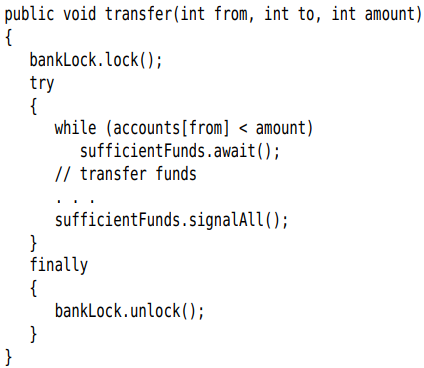 public void transfer(int from, int to, int amount)
{
   bankLock.lock();
   try
   {
      while (accounts[from] < amount)
         sufficientFunds.await();
      // transfer funds
      . . .
      sufficientFunds.signalAll();
   }
   finally
   {
      bankLock.unlock();
   }
}